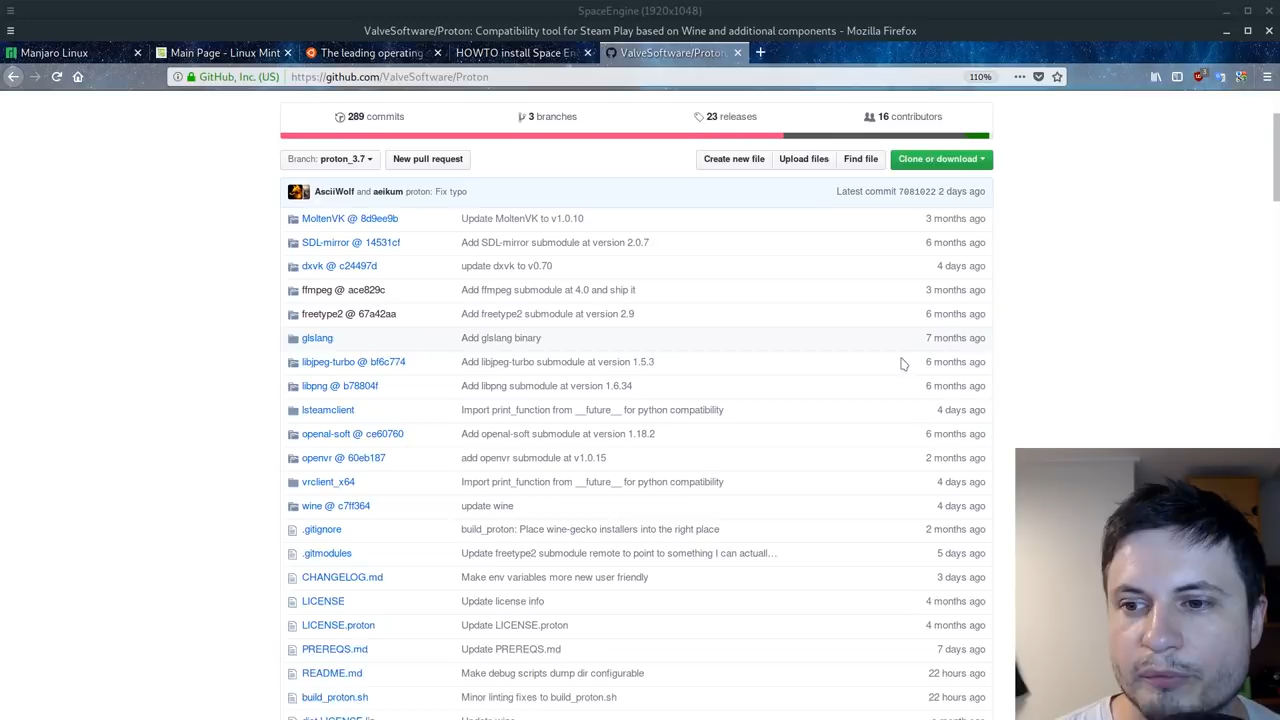 SpaceEngine (1920x1048)
ValveSoftware/Proton: Compatibility tool for Steam Play based on Wine and additional components - Mozilla Firefox
Manjaro Linux
Main Page - Linux Mint
The leading operating
HOWTO install Space En
ValveSoftware/Proton
GitHub, Inc. (US)
https://github.com/ValveSoftware/Proton
110%
289 commits
3 branches
23 releases
16 contributors
Branch: proton_3.7
New pull request
Create new file
Upload files
Find file
Clone or download
AsciiWolf and aeikum proton: Fix typo
Latest commit 7081022 2 days ago
MoltenVK @ 8d9ee9b Update MoltenVK to v1.0.10 3 months ago
SDL-mirror @ 14531cf Add SDL-mirror submodule at version 2.0.7 6 months ago
dxvk @ c24497d update dxvk to v0.70 4 days ago
ffmpeg @ ace829c Add ffmpeg submodule at 4.0 and ship it 3 months ago
freetype2 @ 67a42aa Add freetype2 submodule at version 2.9 6 months ago
glslang Add glslang binary 7 months ago
libjpeg-turbo @ bf6c774 Add libjpeg-turbo submodule at version 1.5.3 6 months ago
libpng @ b78804f Add libpng submodule at version 1.6.34 6 months ago
lsteamclient Import print_function from __future__ for python compatibility 4 days ago
openal-soft @ ce60760 Add openal-soft submodule at version 1.18.2 6 months ago
openvr @ 60eb187 add openvr submodule at v1.0.15 2 months ago
vrclient_x64 Import print_function from __future__ for python compatibility 4 days ago
wine @ c7ff364 update wine 4 days ago
.gitignore build_proton: Place wine-gecko installers into the right place 2 months ago
.gitmodules Update freetype2 submodule remote to point to something I can actuall… 5 days ago
CHANGELOG.md Make env variables more new user friendly 3 days ago
LICENSE Update license info 4 months ago
LICENSE.proton Update LICENSE.proton 4 months ago
PREREQS.md Update PREREQS.md 7 days ago
README.md Make debug scripts dump dir configurable 22 hours ago
build_proton.sh Minor linting fixes to build_proton.sh 22 hours ago